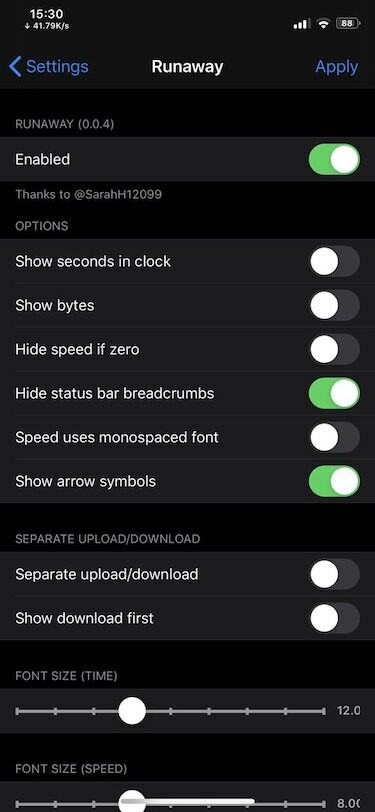 15:30
↓ 41.79K/s
88
Settings
Runaway
Apply
RUNAWAY (0.0.4)
Enabled
Thanks to @SarahH12099
OPTIONS
Show seconds in clock
Show bytes
Hide speed if zero
Hide status bar breadcrumbs
Speed uses monospaced font
Show arrow symbols
SEPARATE UPLOAD/DOWNLOAD
Separate upload/download
Show download first
FONT SIZE (TIME)
12.0
FONT SIZE (SPEED)
8.00